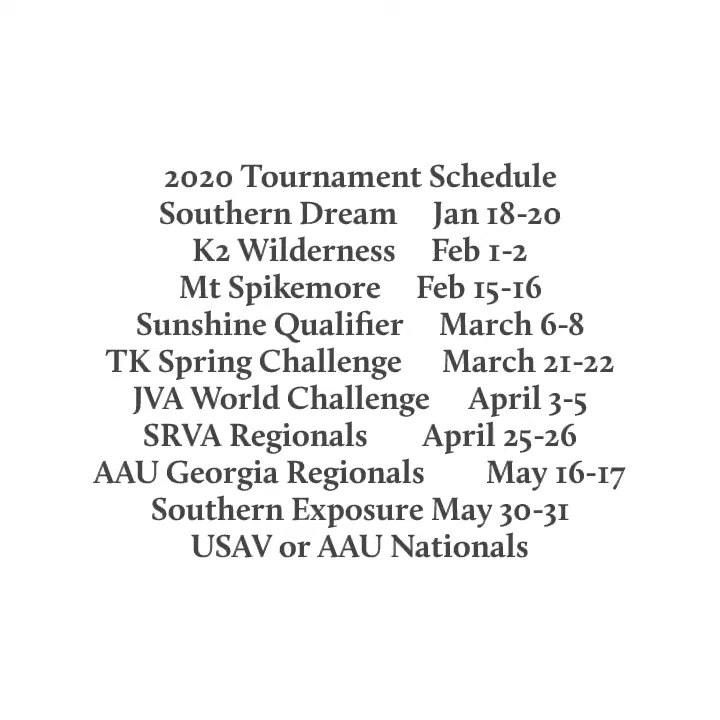 2020 Tournament Schedule
Southern Dream Jan 18-20
K2 Wilderness Feb 1-2
Mt Spikemore Feb 15-16
Sunshine Qualifier March 6-8
TK Spring Challenge March 21-22
JVA World Challenge April 3-5
SRVA Regionals April 25-26
AAU Georgia Regionals May 16-17
Southern Exposure May 30-31
USAV or AAU Nationals